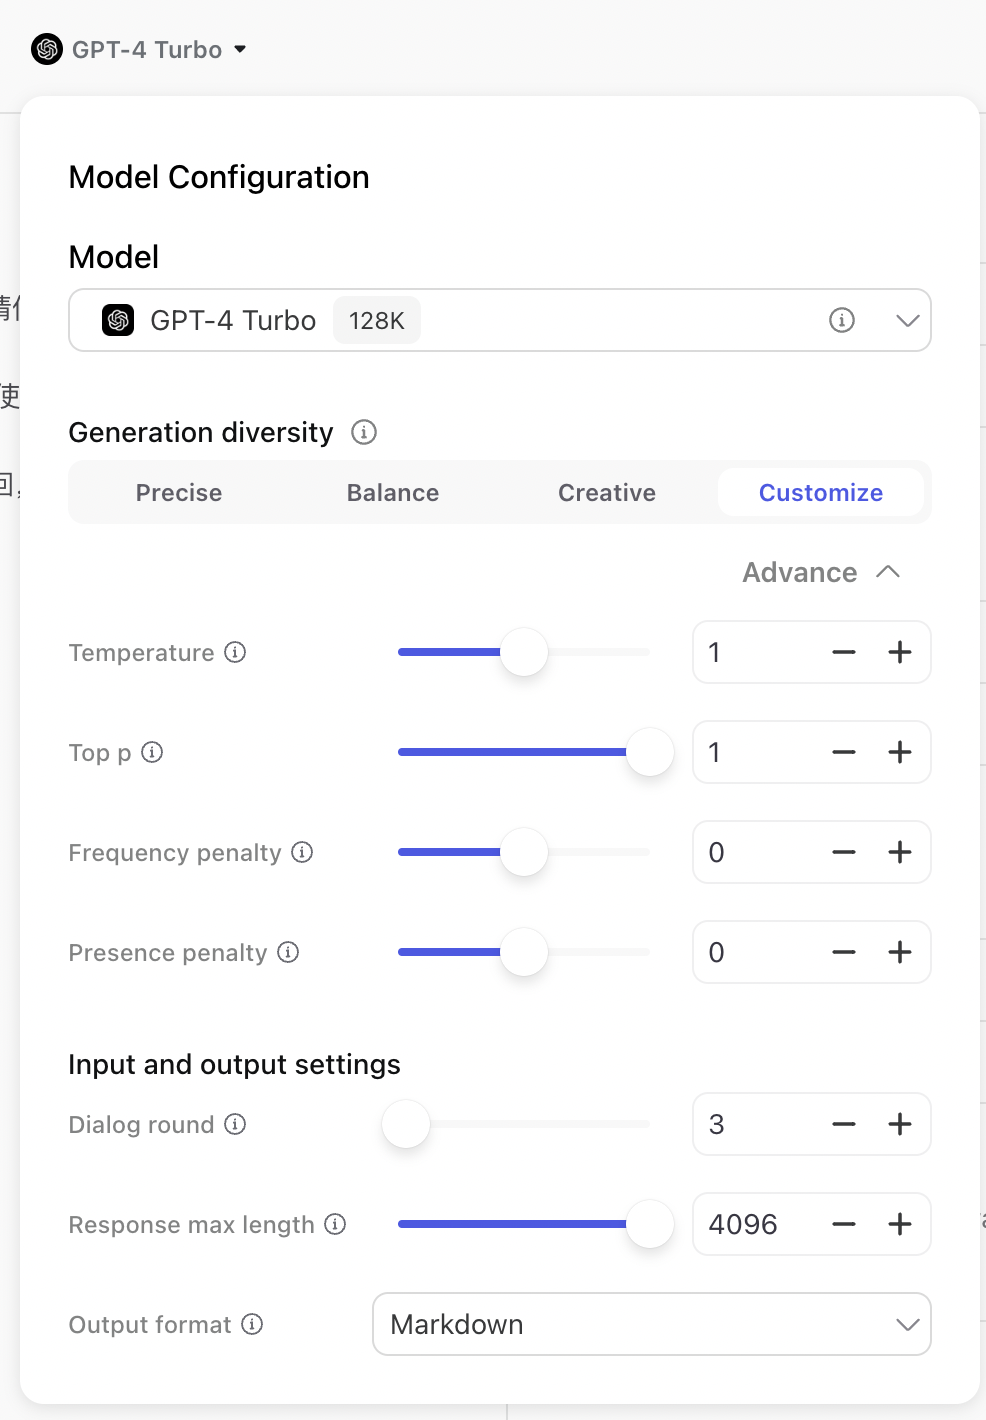 GPT-4 Turbo
Model Configuration
Model
GPT-4 Turbo 128K
使
回,
Generation diversity
Precise Balance Creative Customize
Advance
Temperature 1
Top p 1
Frequency penalty 0
Presence penalty 0
Input and output settings
Dialog round 3
Response max length 4096
Output format Markdown